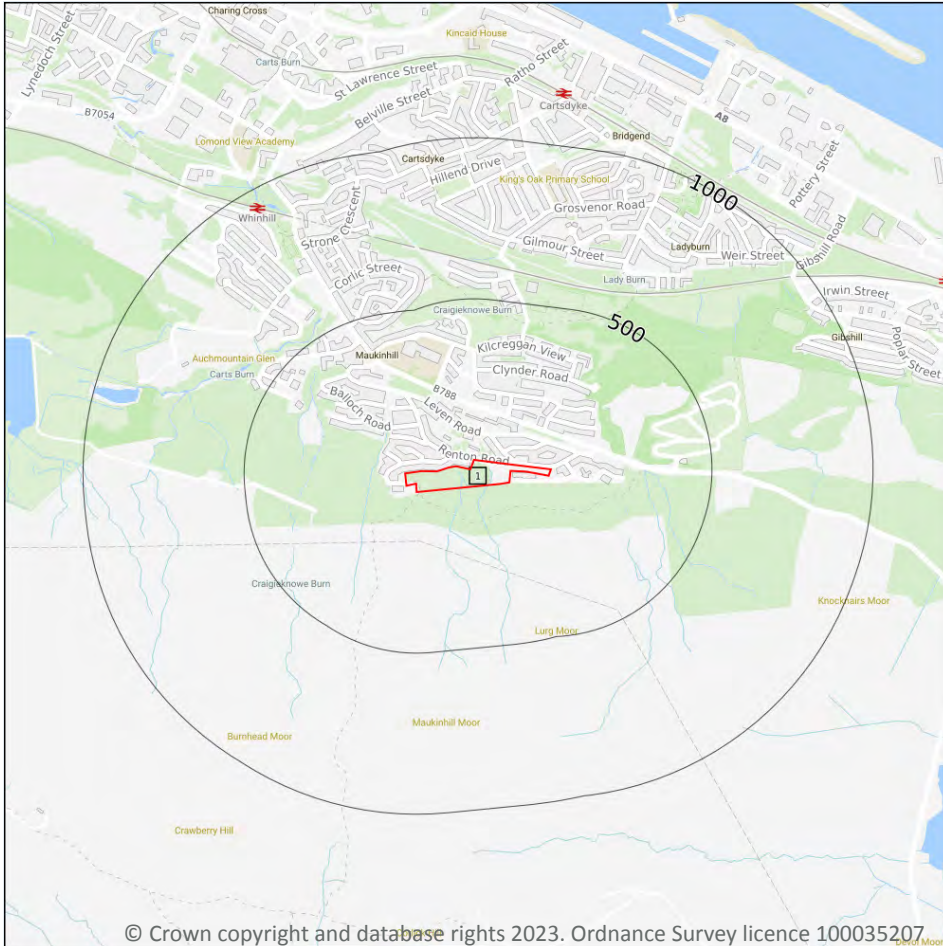 Charing Cross
Lynedoch Street
Kincaid House
Ratho Street
Carts Burn
St Lawrence Street
Cartsdyke
Belville Street
B7054
A8
Bridgend
Pottery Street
Lomond View Academy
Cartsdyke
Hillend Drive
King's Oak Primary School
1000
Whinhill
Strone Crescent
Grosvenor Road
Gilmour Street
Ladyburn
Weir Street
Gibshill Road
Corlic Street
Lady Burn
Irwin Street
Craigieknowe Burn
500
Gibshill
Poplar Street
Auchmountain Glen
Maukinhill
Kilcreggan View
Carts Burn
Clynder Road
B788
Balloch Road
Leven Road
Renton Road
1
Craigieknowe Burn
Knocknairs Moor
Lurg Moor
Maukinhill Moor
Burnhead Moor
Crawberry Hill
© Crown copyright and database rights 2023. Ordnance Survey licence 100035207.
Devol Moor